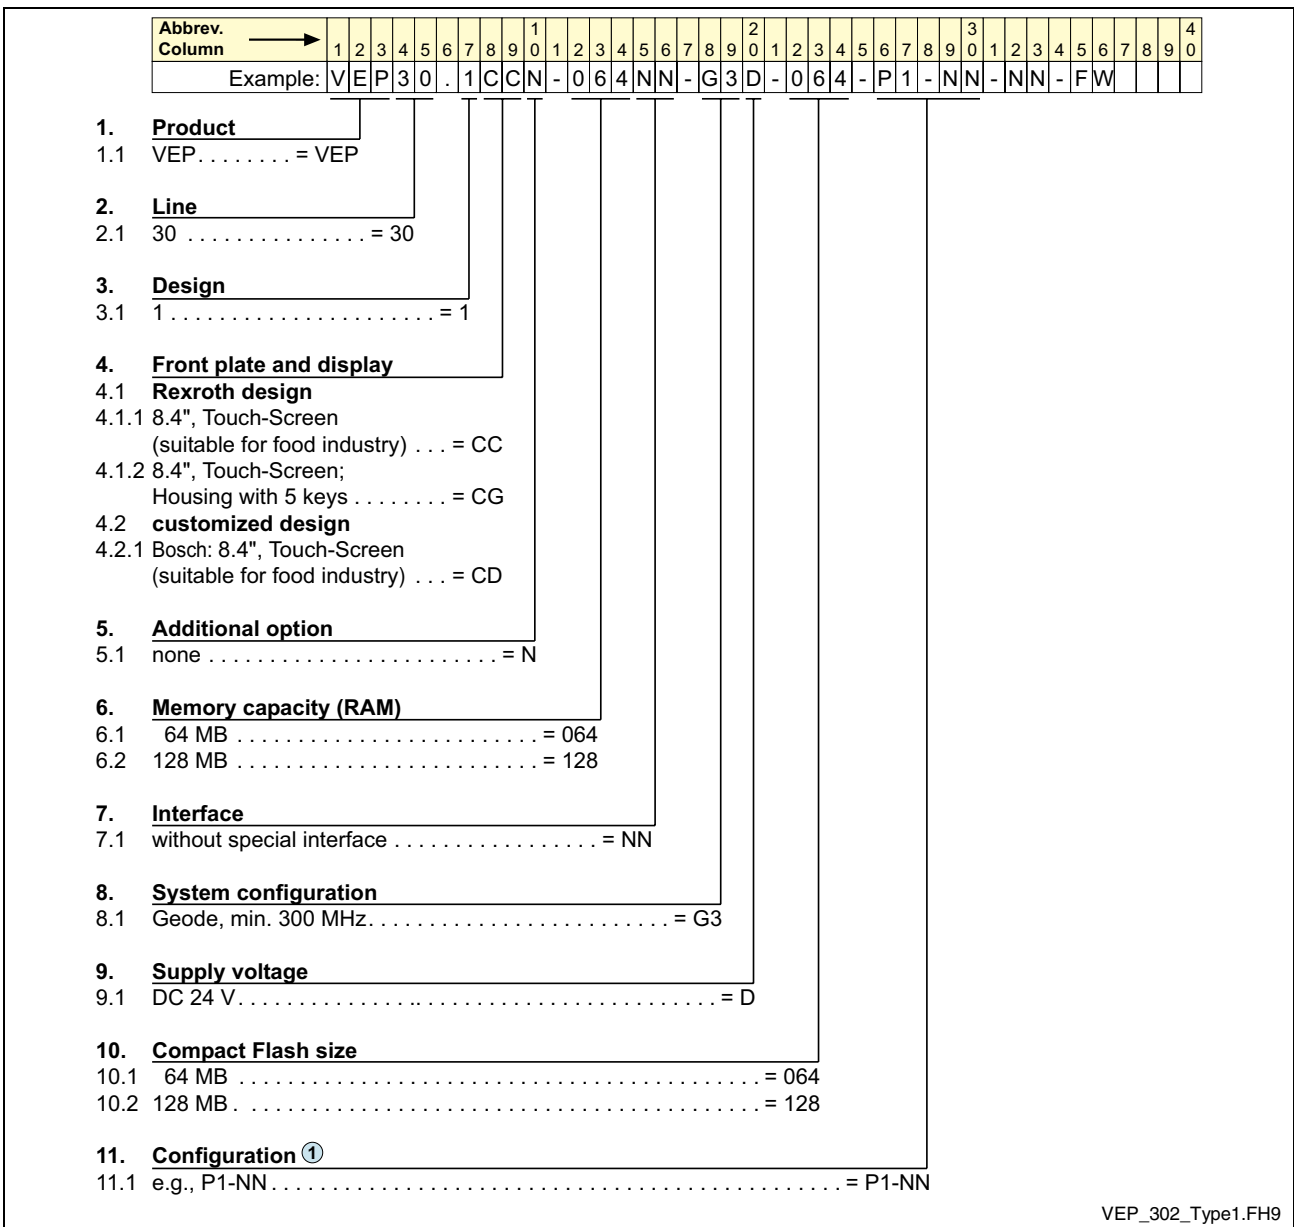 Abbrev. 1 2 3
Column 1 2 3 4 5 6 7 8 9 0 1 2 3 4 5 6 7 8 9 0 1 2 3 4 5 6 7 8 9 0 1 2 3 4 5 6 7 8 9 0
4
Example: V E P 3 0 . 1 C C N - 0 6 4 N N - G 3 D - 0 6 4 - P 1 - N N - N N - F W
1. Product
1.1 VEP. . . . . . . . = VEP
2. Line
2.1 30 . . . . . . . . . . . . . . . = 30
3. Design
3.1 1 . . . . . . . . . . . . . . . . . . . . . . = 1
4. Front plate and display
4.1 Rexroth design
4.1.1 8.4", Touch-Screen
(suitable for food industry) . . . = CC
4.1.2 8.4", Touch-Screen;
Housing with 5 keys . . . . . . . . = CG
4.2 customized design
4.2.1 Bosch: 8.4", Touch-Screen
(suitable for food industry) . . . = CD
5. Additional option
5.1 none . . . . . . . . . . . . . . . . . . . . . . . . = N
6. Memory capacity (RAM)
6.1 64 MB . . . . . . . . . . . . . . . . . . . . . . . . . = 064
6.2 128 MB . . . . . . . . . . . . . . . . . . . . . . . . . = 128
7. Interface
7.1 without special interface . . . . . . . . . . . . . . . . . = NN
8. System configuration
8.1 Geode, min. 300 MHz. . . . . . . . . . . . . . . . . . . . . . . . . = G3
9. Supply voltage
9.1 DC 24 V. . . . . . . . . . . . . . .. . . . . . . . . . . . . . . . . . . . . . . . . = D
10. Compact Flash size
10.1 64 MB . . . . . . . . . . . . . . . . . . . . . . . . . . . . . . . . . . . . . . . . . . . = 064
10.2 128 MB . . . . . . . . . . . . . . . . . . . . . . . . . . . . . . . . . . . . . . . . . . . = 128
11. Configuration 1
11.1 e.g., P1-NN . . . . . . . . . . . . . . . . . . . . . . . . . . . . . . . . . . . . . . . . . . . . . . . = P1-NN
VEP_302_Type1.FH9